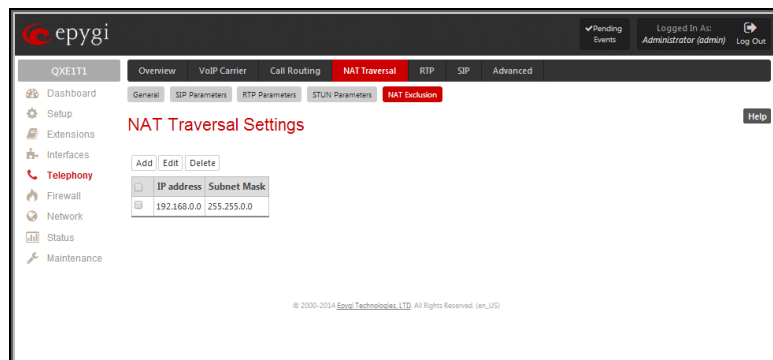 epygi
✔Pending Events
Logged In As:
Administrator (admin)
Log Out
QXE1T1
Overview VoIP Carrier Call Routing NAT Traversal RTP SIP Advanced
Dashboard
Setup
Extensions
Interfaces
Telephony
Firewall
Network
Status
Maintenance
General SIP Parameters RTP Parameters STUN Parameters NAT Exclusion
Help
NAT Traversal Settings
Add Edit Delete
IP address Subnet Mask
192.168.0.0 255.255.0.0
© 2000-2014 Epygi Technologies, LTD. All Rights Reserved. (en_US)